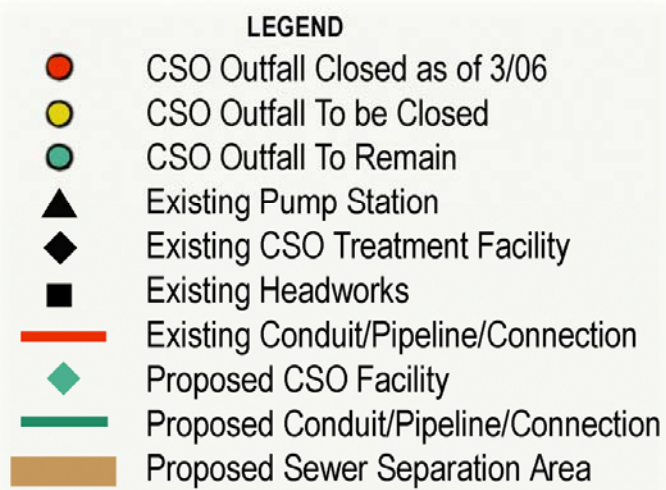 LEGEND
CSO Outfall Closed as of 3/06
CSO Outfall To be Closed
CSO Outfall To Remain
Existing Pump Station
Existing CSO Treatment Facility
Existing Headworks
Existing Conduit/Pipeline/Connection
Proposed CSO Facility
Proposed Conduit/Pipeline/Connection
Proposed Sewer Separation Area